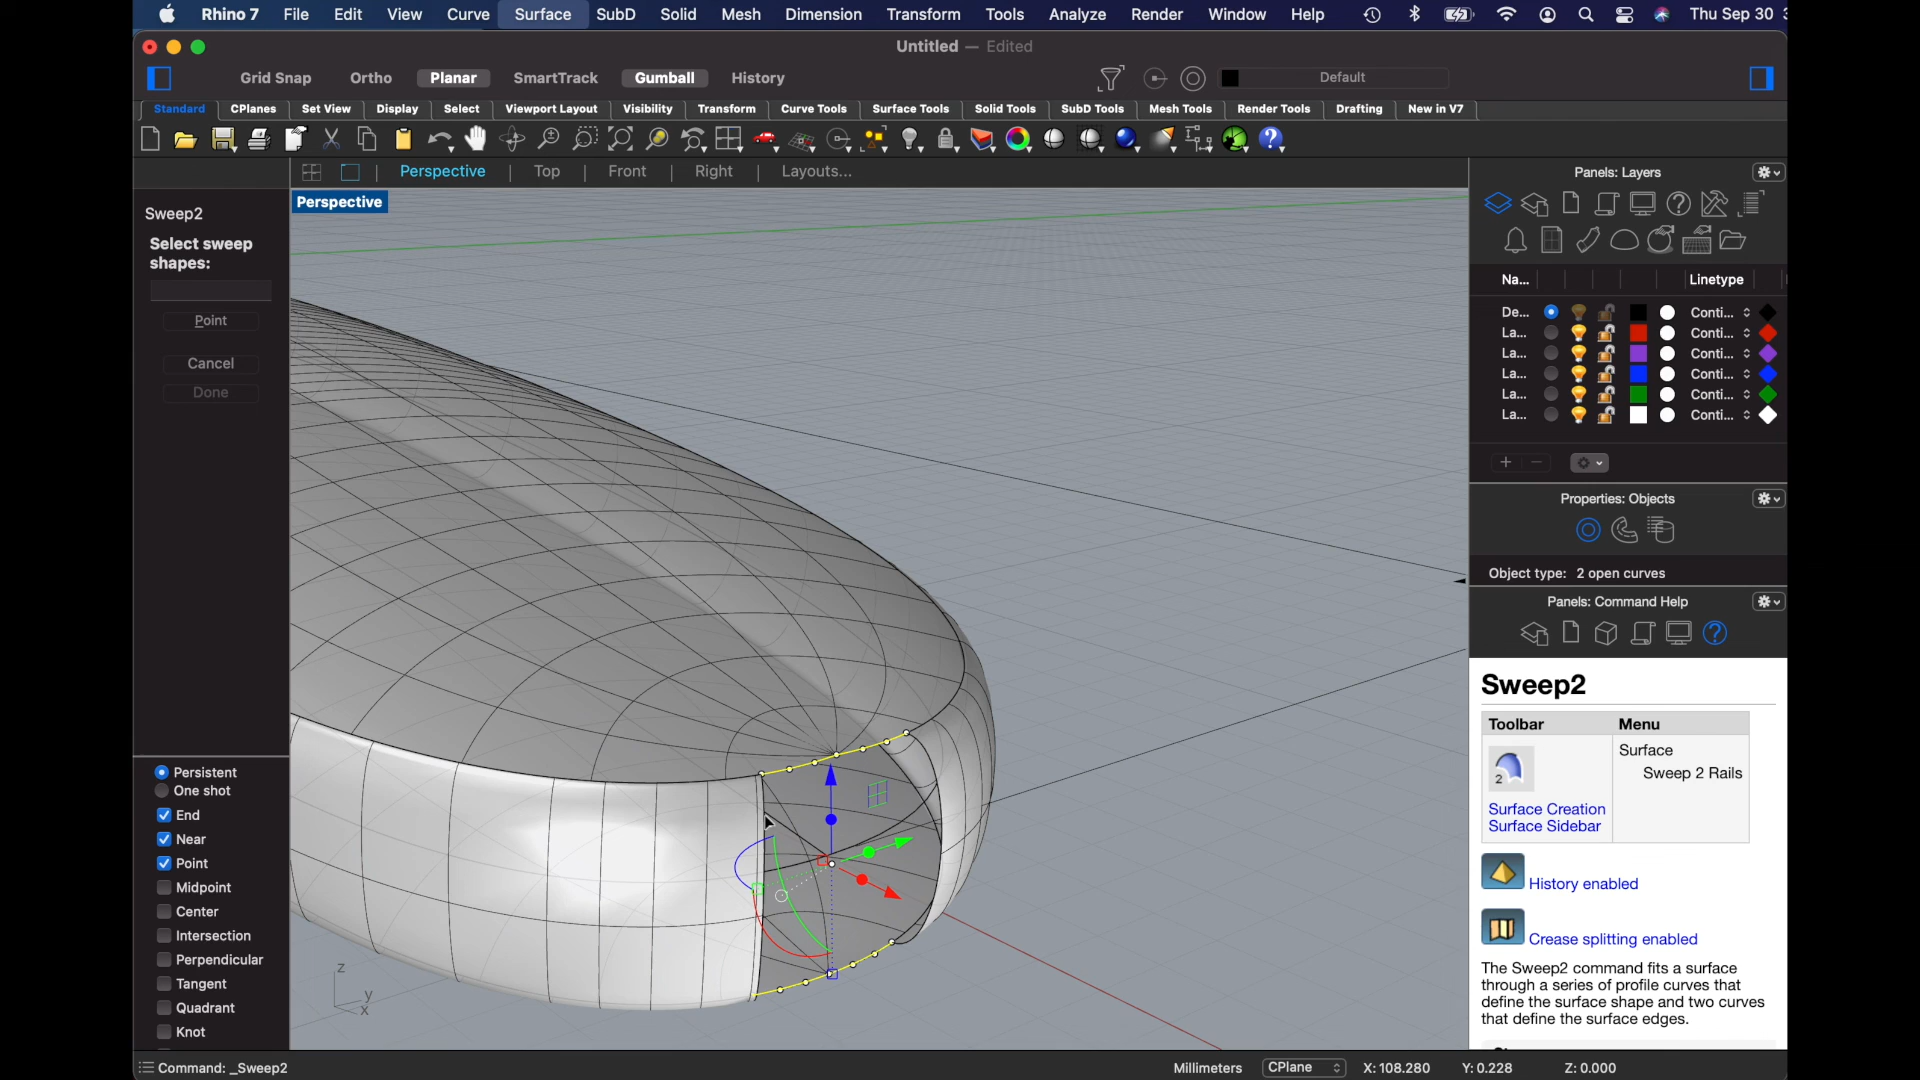 Rhino 7 File Edit View Curve Surface SubD Solid Mesh Dimension Transform Tools Analyze Render Window Help Thu Sep 30
Untitled — Edited
Grid Snap Ortho Planar SmartTrack Gumball History Default
Standard CPlanes Set View Display Select Viewport Layout Visibility Transform Curve Tools Surface Tools Solid Tools SubD Tools Mesh Tools Render Tools Drafting New in V7
Perspective Top Front Right Layouts...
Perspective
Sweep2
Select sweep
shapes:
Point
Cancel
Done
Persistent
One shot
End
Near
Point
Midpoint
Center
Intersection
Perpendicular
Tangent
Quadrant
Knot
z
y
x
Panels: Layers
Na... Linetype
De... Conti...
La... Conti...
La... Conti...
La... Conti...
La... Conti...
La... Conti...
Properties: Objects
Object type: 2 open curves
Panels: Command Help
Sweep2
Toolbar Menu
2
Surface
Sweep 2 Rails
Surface Creation
Surface Sidebar
History enabled
Crease splitting enabled
The Sweep2 command fits a surface
through a series of profile curves that
define the surface shape and two curves
that define the surface edges.
Command: _Sweep2 Millimeters CPlane X: 108.280 Y: 0.228 Z: 0.000